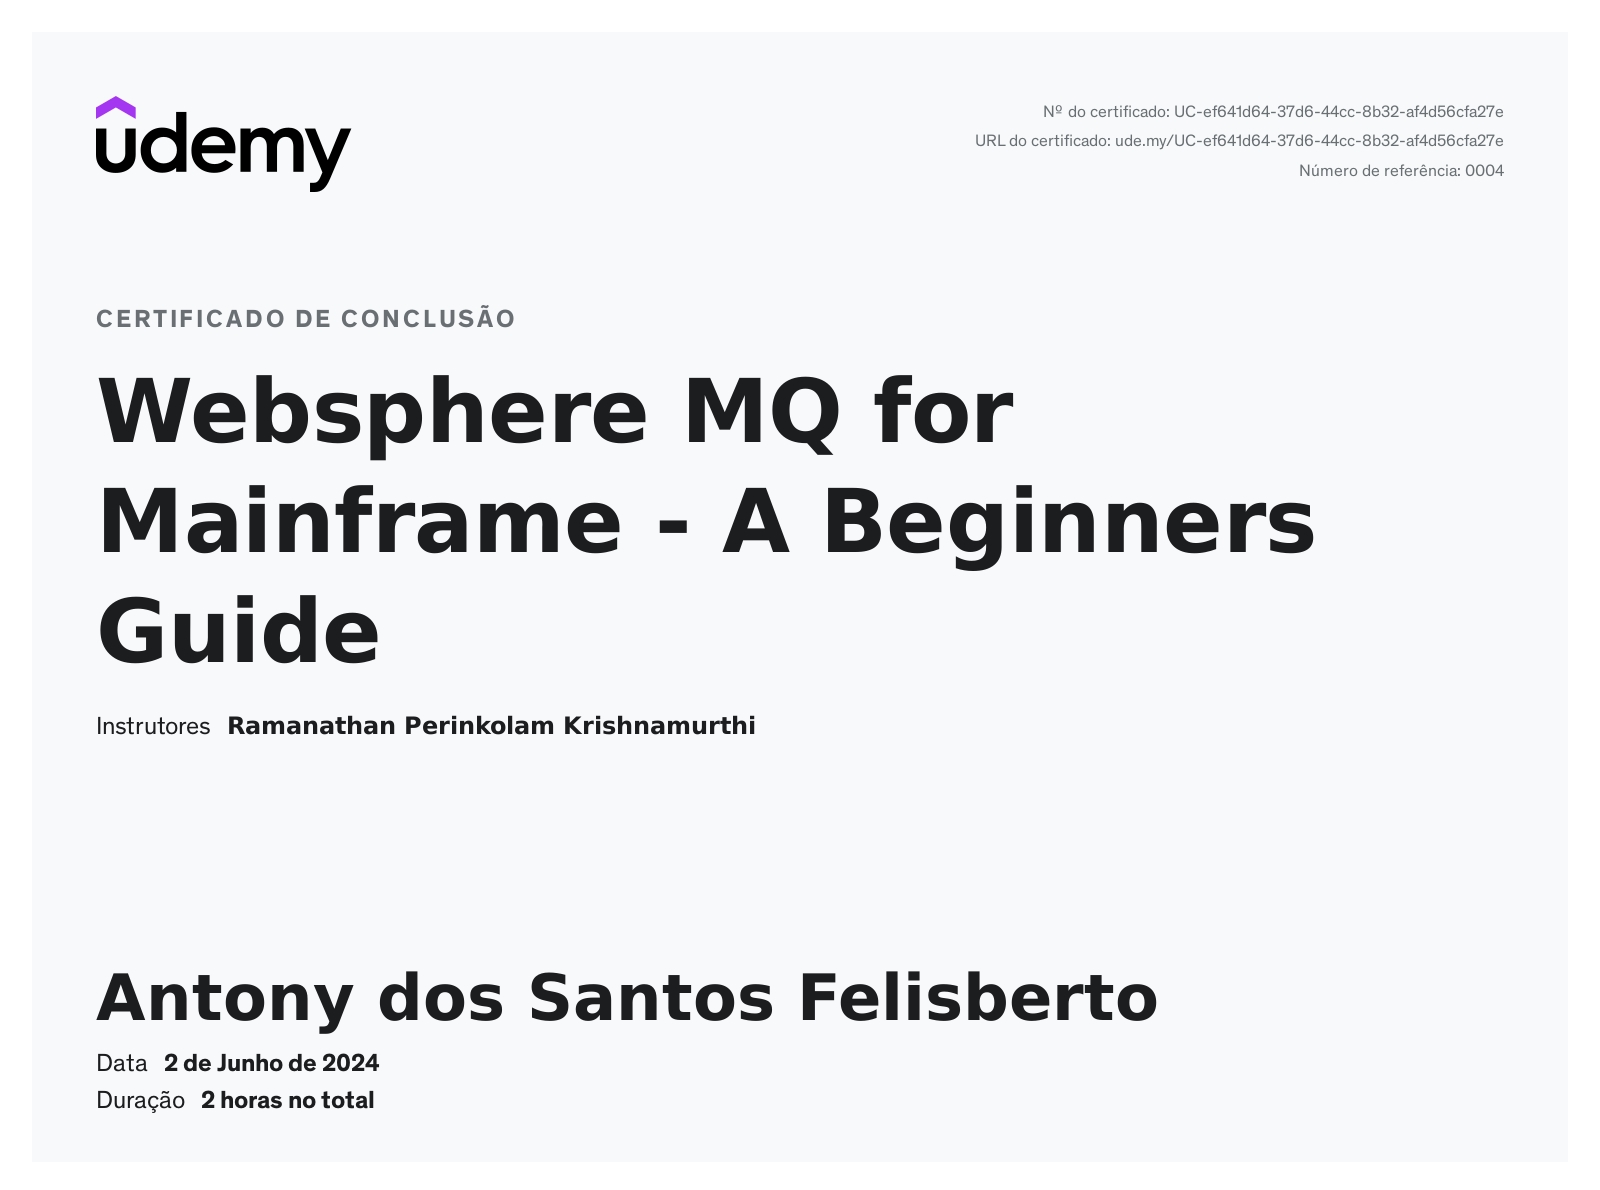 udemy
Nº do certificado: UC-ef641d64-37d6-44cc-8b32-af4d56cfa27e
URL do certificado: ude.my/UC-ef641d64-37d6-44cc-8b32-af4d56cfa27e
Número de referência: 0004
CERTIFICADO DE CONCLUSÃO
Websphere MQ for
Mainframe - A Beginners
Guide
Instrutores Ramanathan Perinkolam Krishnamurthi
Antony dos Santos Felisberto
Data 2 de Junho de 2024
Duração 2 horas no total